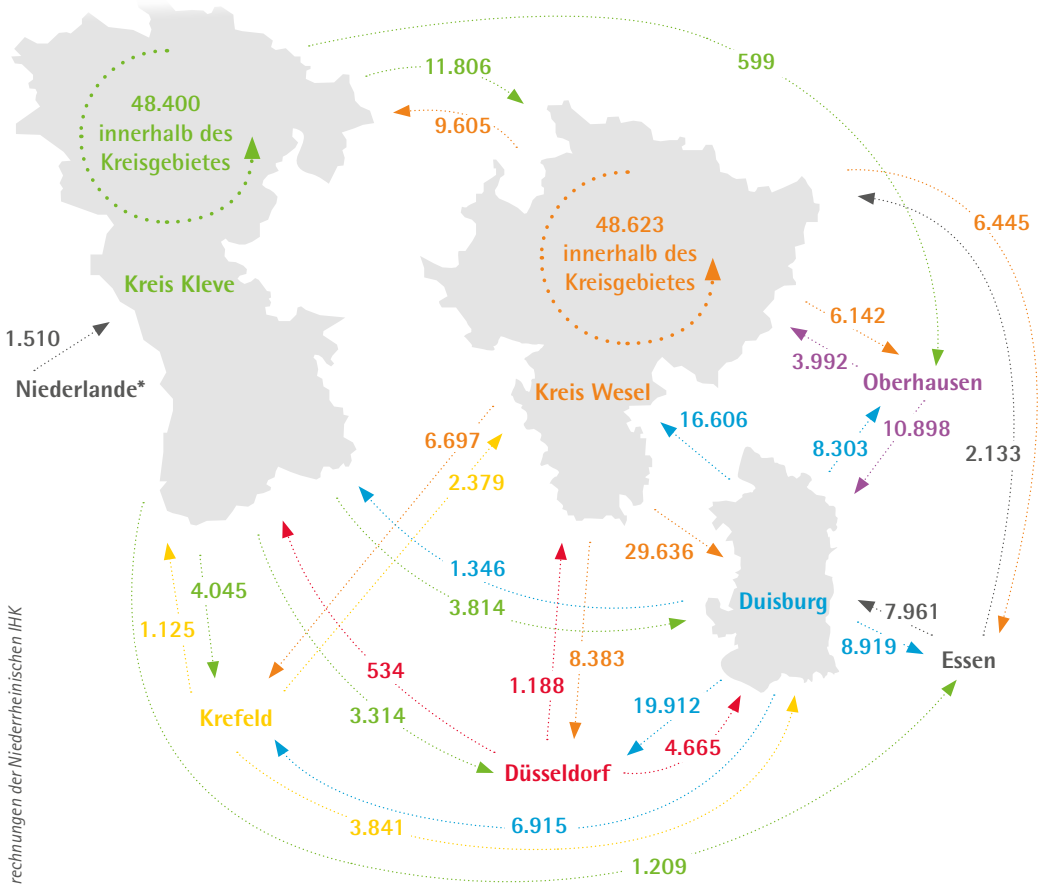 599
11.806
48.400
innerhalb des
Kreisgebietes
9.605
6.445
48.623
innerhalb des
Kreisgebietes
Kreis Kleve
1.510
6.142
3.992
Niederlande*
Oberhausen
Kreis Wesel
16.606
10.898
6.697
8.303
2.133
2.379
29.636
1.346
4.045
3.814
Duisburg
7.961
1.125
8.919
Essen
8.383
534
1.188
3.314
19.912
Krefeld
4.665
Düsseldorf
3.841
6.915
1.209
rechnungen der Niederrheinischen IHK